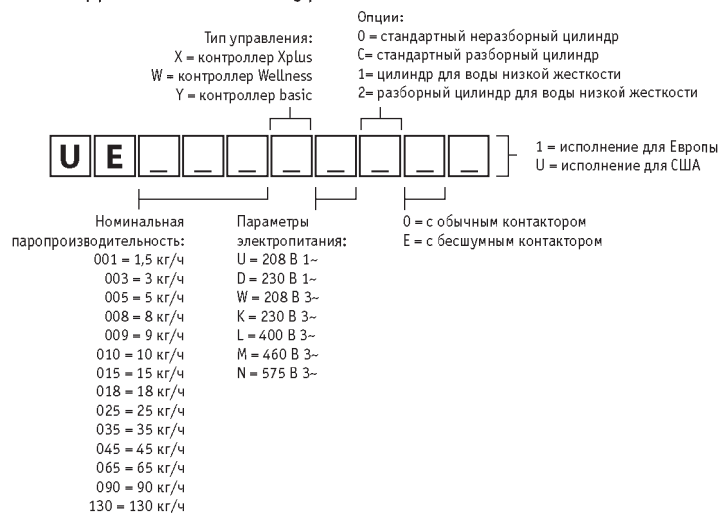 Опции:
0 = стандартный неразборный цилиндр
C= стандартный разборный цилиндр
1= цилиндр для воды низкой жесткости
2= разборный цилиндр для воды низкой жесткости
Тип управления:
X = контроллер Xplus
W = контроллер Wellness
Y = контроллер basic
U E _ _ _ _ _ _ _ _
1 = исполнение для Европы
U = исполнение для США
Номинальная
паропроизводительность:
001 = 1,5 кг/ч
003 = 3 кг/ч
005 = 5 кг/ч
008 = 8 кг/ч
009 = 9 кг/ч
010 = 10 кг/ч
015 = 15 кг/ч
018 = 18 кг/ч
025 = 25 кг/ч
035 = 35 кг/ч
045 = 45 кг/ч
065 = 65 кг/ч
090 = 90 кг/ч
130 = 130 кг/ч
Параметры
электропитания:
U = 208 В 1~
D = 230 В 1~
W = 208 В 3~
K = 230 В 3~
L = 400 В 3~
M = 460 В 3~
N = 575 В 3~
0 = с обычным контактором
E = с бесшумным контактором